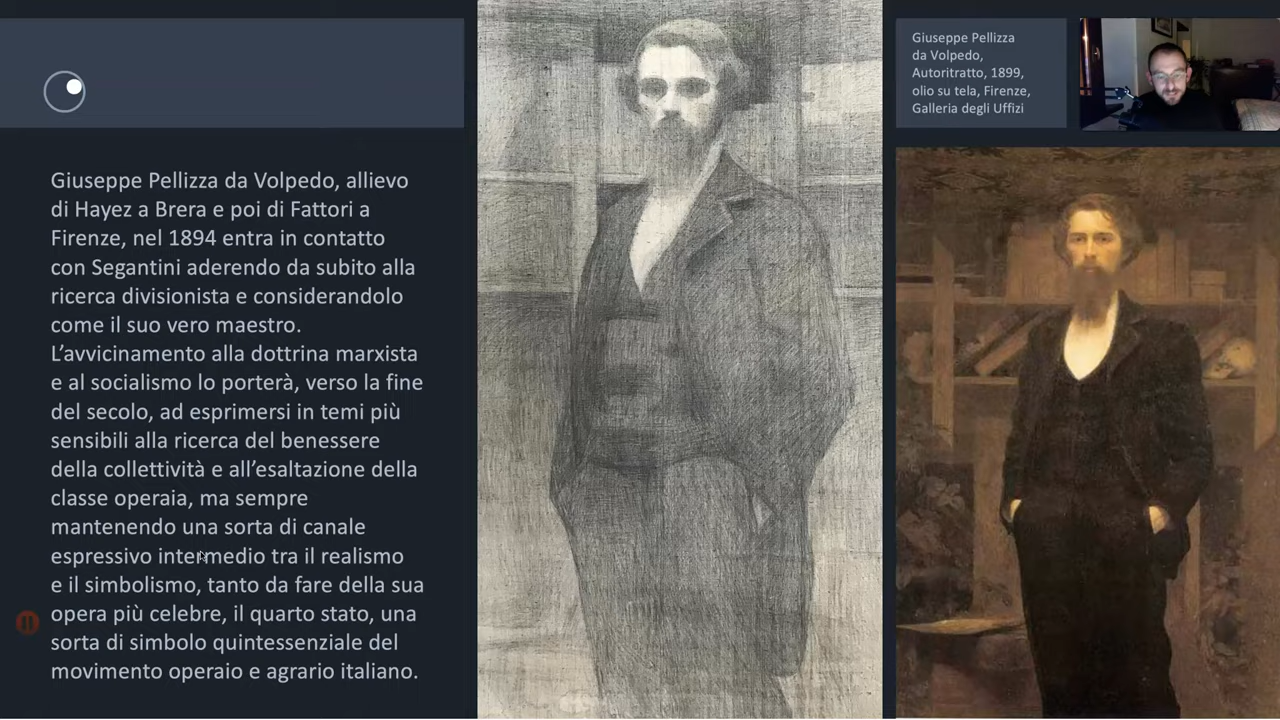 Giuseppe Pellizza da Volpedo, allievo
di Hayez a Brera e poi di Fattori a
Firenze, nel 1894 entra in contatto
con Segantini aderendo da subito alla
ricerca divisionista e considerandolo
come il suo vero maestro.
L’avvicinamento alla dottrina marxista
e al socialismo lo porterà, verso la fine
del secolo, ad esprimersi in temi più
sensibili alla ricerca del benessere
della collettività e all’esaltazione della
classe operaia, ma sempre
mantenendo una sorta di canale
espressivo intermedio tra il realismo
e il simbolismo, tanto da fare della sua
opera più celebre, il quarto stato, una
sorta di simbolo quintessenziale del
movimento operaio e agrario italiano.
Giuseppe Pellizza
da Volpedo,
Autoritratto, 1899,
olio su tela, Firenze,
Galleria degli Uffizi